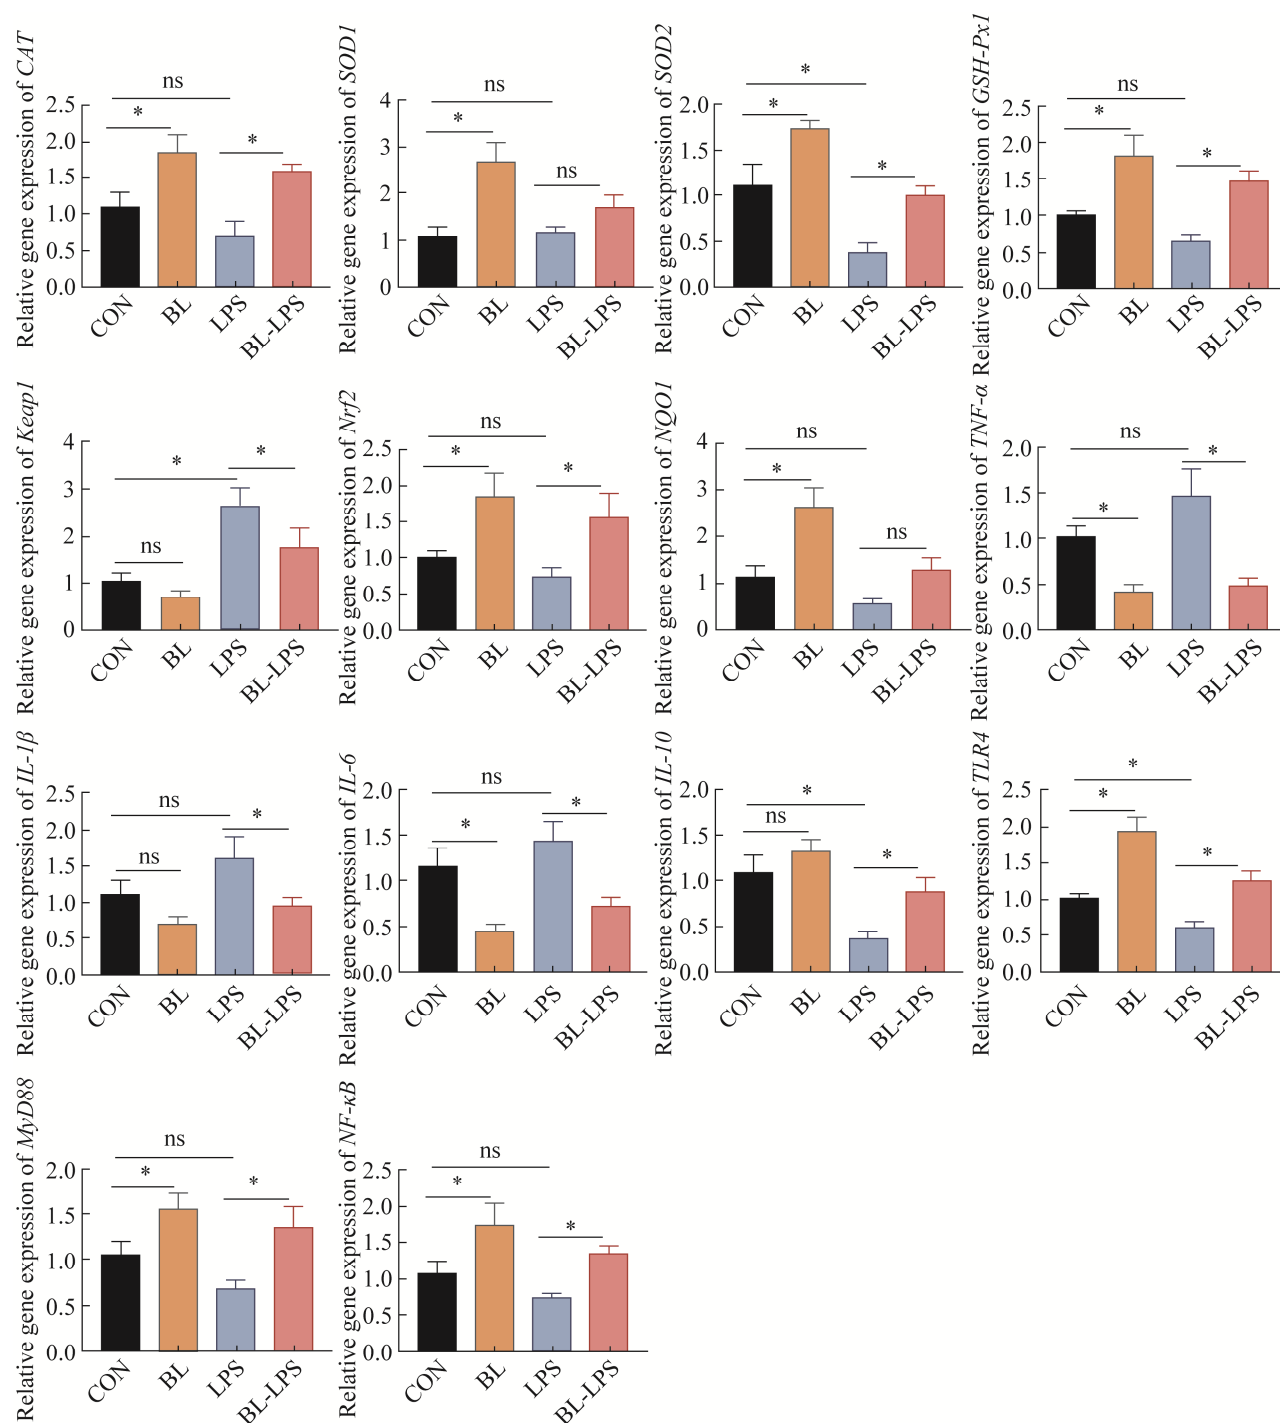 Relative gene expression of CAT
ns
*
*
2.5
2.0
1.5
1.0
0.5
0.0
CON
BL
LPS
BL-LPS
Relative gene expression of SOD1
ns
*
ns
4
3
2
1
0
CON
BL
LPS
BL-LPS
Relative gene expression of SOD2
*
*
*
2.0
1.5
1.0
0.5
0.0
CON
BL
LPS
BL-LPS
Relative gene expression of GSH-Px1
ns
*
*
2.5
2.0
1.5
1.0
0.5
0.0
CON
BL
LPS
BL-LPS
Relative gene expression of Keap1
*
*
ns
4
3
2
1
0
CON
BL
LPS
BL-LPS
Relative gene expression of Nrf2
ns
*
*
2.5
2.0
1.5
1.0
0.5
0.0
CON
BL
LPS
BL-LPS
Relative gene expression of NQO1
ns
*
ns
4
3
2
1
0
CON
BL
LPS
BL-LPS
Relative gene expression of TNF-α
ns
*
*
2.0
1.5
1.0
0.5
0.0
CON
BL
LPS
BL-LPS
Relative gene expression of IL-1β
ns
*
ns
2.5
2.0
1.5
1.0
0.5
0.0
CON
BL
LPS
BL-LPS
Relative gene expression of IL-6
ns
*
*
2.0
1.5
1.0
0.5
0.0
CON
BL
LPS
BL-LPS
Relative gene expression of IL-10
*
ns
*
2.0
1.5
1.0
0.5
0.0
CON
BL
LPS
BL-LPS
Relative gene expression of TLR4
*
*
*
2.5
2.0
1.5
1.0
0.5
0.0
CON
BL
LPS
BL-LPS
Relative gene expression of MyD88
ns
*
*
2.0
1.5
1.0
0.5
0.0
CON
BL
LPS
BL-LPS
Relative gene expression of NF-κB
ns
*
*
2.5
2.0
1.5
1.0
0.5
0.0
CON
BL
LPS
BL-LPS